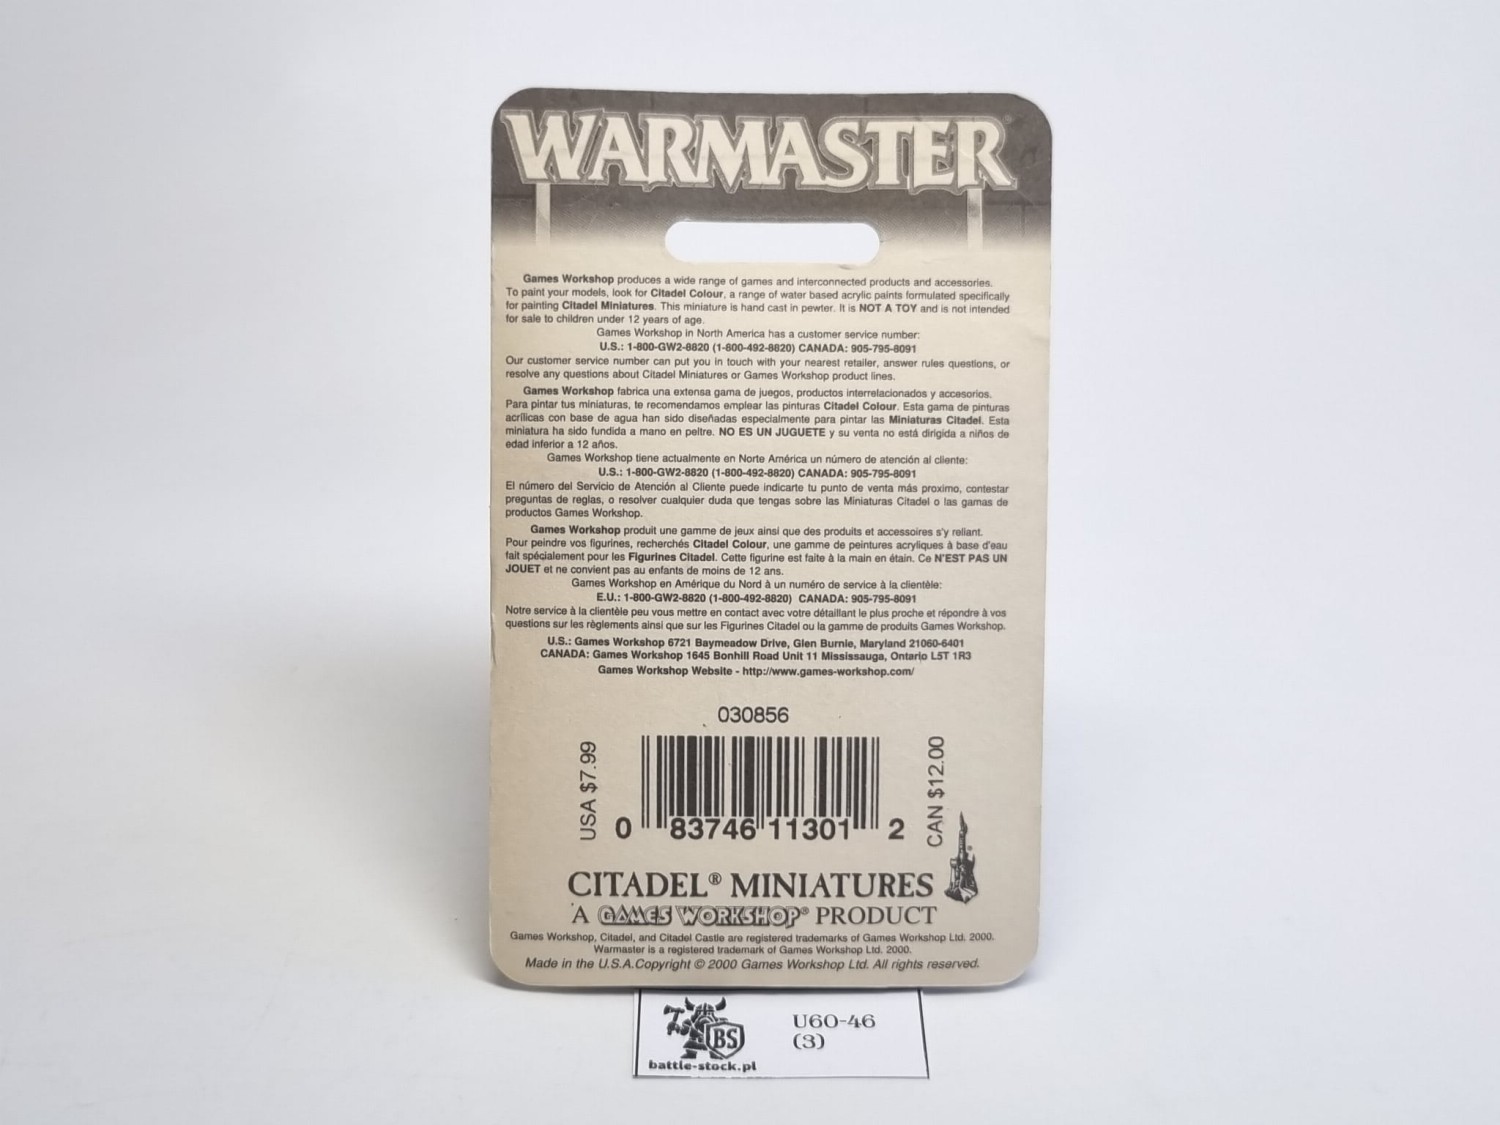 WARMASTER
Games Workshop produces a wide range of games and interconnected products and accessories.
To paint your models, look for Citadel Colour, a range of water based acrylic paints formulated specifically
for painting Citadel Miniatures. This miniature is hand cast in pewter. It is NOT A TOY and is not intended
for sale to children under 12 years of age.
Games Workshop in North America has a customer service number:
U.S.: 1-800-GW2-8820 (1-800-492-8820) CANADA: 905-795-8091
Our customer service number can put you in touch with your nearest retailer, answer rules questions, or
resolve any questions about Citadel Miniatures or Games Workshop product lines.
Games Workshop fabrica una extensa gama de juegos, productos interrelacionados y accesorios.
Para pintar tus miniaturas, te recomendamos emplear las pinturas Citadel Colour. Esta gama de pinturas
acrílicas con base de agua han sido diseñadas especialmente para pintar las Miniaturas Citadel. Esta
miniatura ha sido fundida a mano en peltre. NO ES UN JUGUETE y su venta no está dirigida a niños de
edad inferior a 12 años.
Games Workshop tiene actualmente en Norte América un número de atención al cliente:
U.S.: 1-800-GW2-8820 (1-800-492-8820) CANADA: 905-795-8091
El número del Servicio de Atención al Cliente puede indicarte tu punto de venta más proximo, contestar
preguntas de reglas, o resolver cualquier duda que tengas sobre las Miniaturas Citadel o las gamas de
productos Games Workshop.
Games Workshop produit une gamme de jeux ainsi que des produits et accessoires s'y reliant.
Pour peindre vos figurines, recherchés Citadel Colour, une gamme de peintures acryliques à base d'eau
fait spécialement pour les Figurines Citadel. Cette figurine est faite à la main en étain. Ce N'EST PAS UN
JOUET et ne convient pas au enfants de moins de 12 ans.
Games Workshop en Amérique du Nord à un numéro de service à la clientèle:
E.U.: 1-800-GW2-8820 (1-800-492-8820) CANADA: 905-795-8091
Notre service à la clientèle peu vous mettre en contact avec votre détaillant le plus proche et répondre à vos
questions sur les règlements ainsi que sur les Figurines Citadel ou la gamme de produits Games Workshop.
U.S.: Games Workshop 6721 Baymeadow Drive, Glen Burnie, Maryland 21060-6401
CANADA: Games Workshop 1645 Bonhill Road Unit 11 Mississauga, Ontario L5T 1R3
Games Workshop Website - http://www.games-workshop.com/
030856
USA $7.99
CAN $12.00
0 83746 11301 2
CITADEL® MINIATURES
A GAMES WORKSHOP® PRODUCT
Games Workshop, Citadel, and Citadel Castle are registered trademarks of Games Workshop Ltd. 2000.
Warmaster is a registered trademark of Games Workshop Ltd. 2000.
Made in the U.S.A.Copyright © 2000 Games Workshop Ltd. All rights reserved.
BS
battle-stock.pl
U60-46
(3)